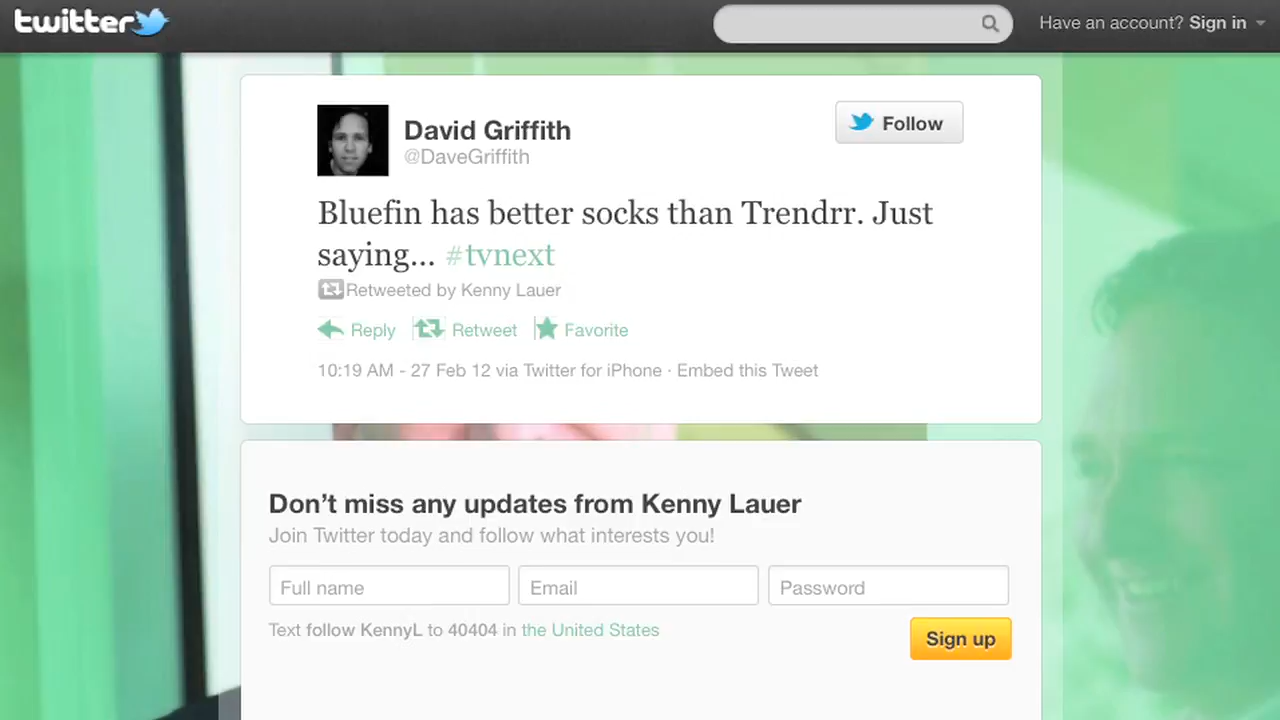 twitter
Have an account? Sign in
David Griffith
Follow
@DaveGriffith
Bluefin has better socks than Trendrr. Just
saying... #tvnext
Retweeted by Kenny Lauer
Reply Retweet Favorite
10:19 AM - 27 Feb 12 via Twitter for iPhone · Embed this Tweet
Don't miss any updates from Kenny Lauer
Join Twitter today and follow what interests you!
Full name Email Password
Text follow KennyL to 40404 in the United States
Sign up